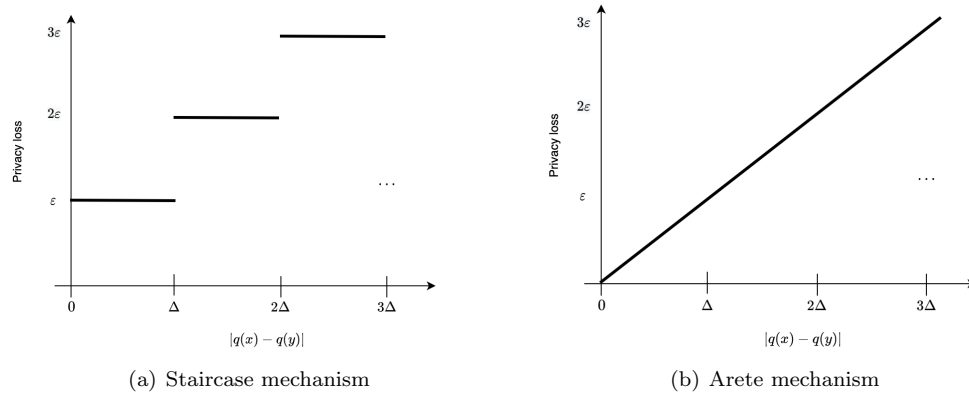 3ε
2ε
ε
Privacy loss
...
0 Δ 2Δ 3Δ
|q(x) − q(y)|
(a) Staircase mechanism
3ε
2ε
ε
Privacy loss
...
0 Δ 2Δ 3Δ
|q(x) − q(y)|
(b) Arete mechanism